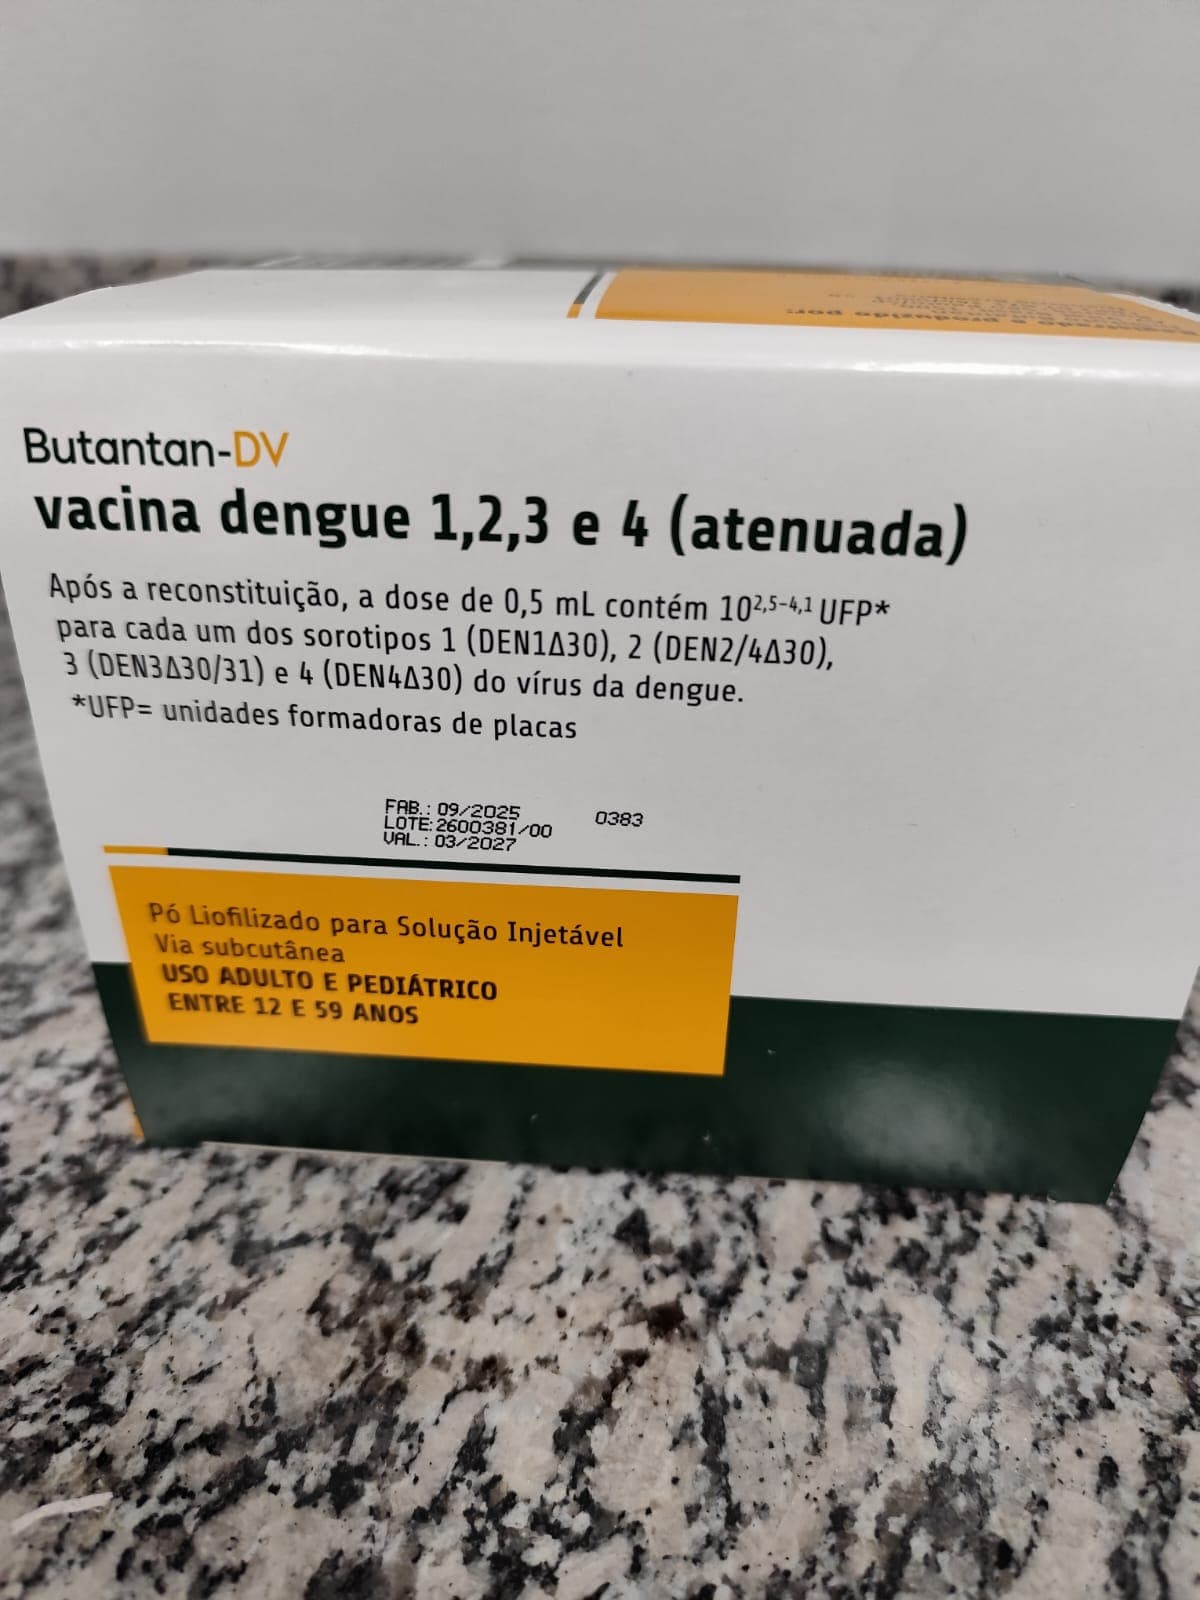 produzido por:
Butantan-DV
vacina dengue 1,2,3 e 4 (atenuada)
Após a reconstituição, a dose de 0,5 mL contém 10²,⁵⁻⁴,¹ UFP*
para cada um dos sorotipos 1 (DEN1Δ30), 2 (DEN2/4Δ30),
3 (DEN3Δ30/31) e 4 (DEN4Δ30) do vírus da dengue.
*UFP= unidades formadoras de placas
FAB.: 09/2025 0383
LOTE: 2600381/00
VAL.: 03/2027
Pó Liofilizado para Solução Injetável
Via subcutânea
USO ADULTO E PEDIÁTRICO
ENTRE 12 E 59 ANOS